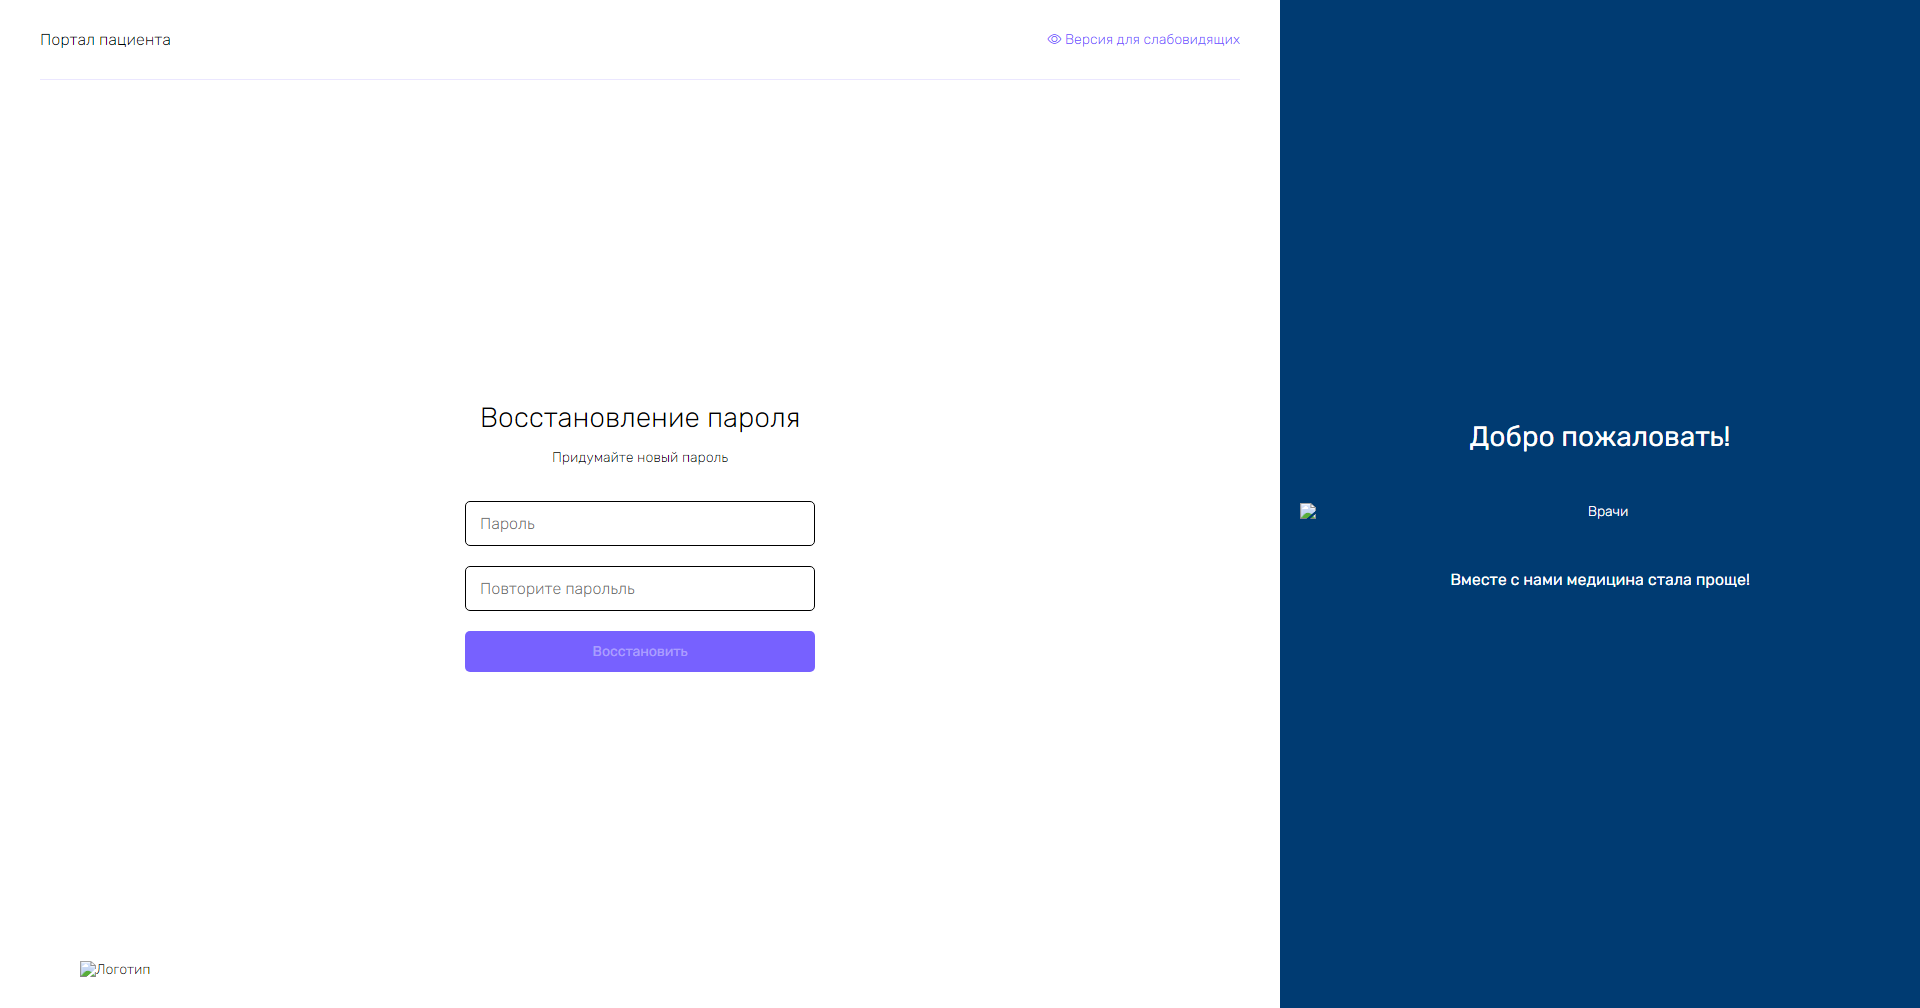 Портал пациента
Версия для слабовидящих
Восстановление пароля
Придумайте новый пароль
Пароль
Повторите парольль
Восстановить
Логотип
Добро пожаловать!
Врачи
Вместе с нами медицина стала проще!